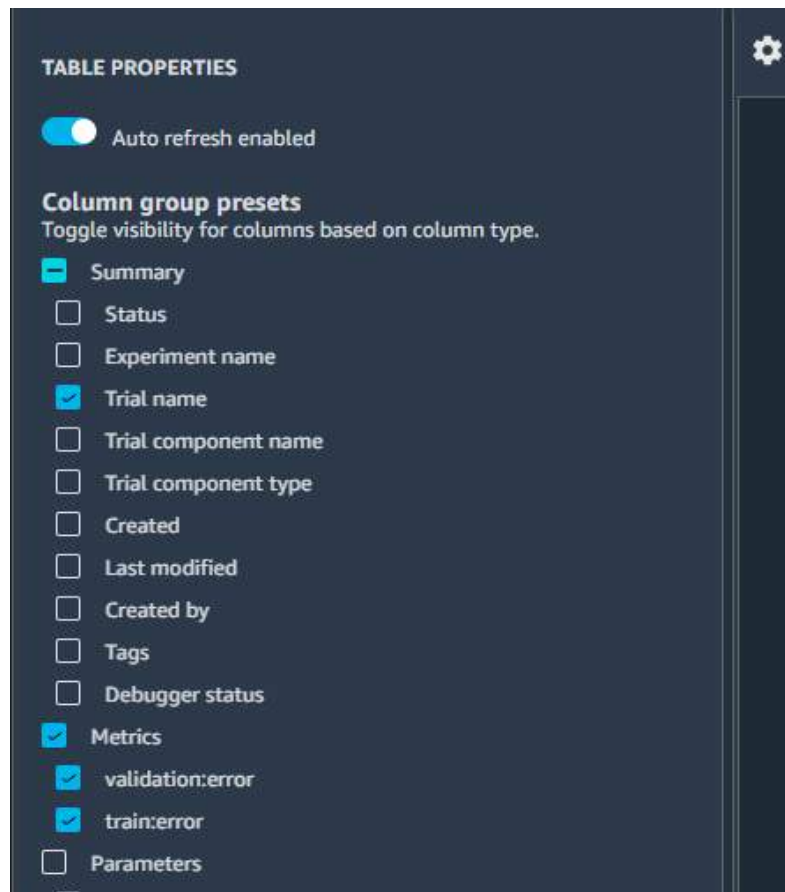 TABLE PROPERTIES
Auto refresh enabled
Column group presets
Toggle visibility for columns based on column type.
Summary
Status
Experiment name
Trial name
Trial component name
Trial component type
Created
Last modified
Created by
Tags
Debugger status
Metrics
validation:error
train:error
Parameters